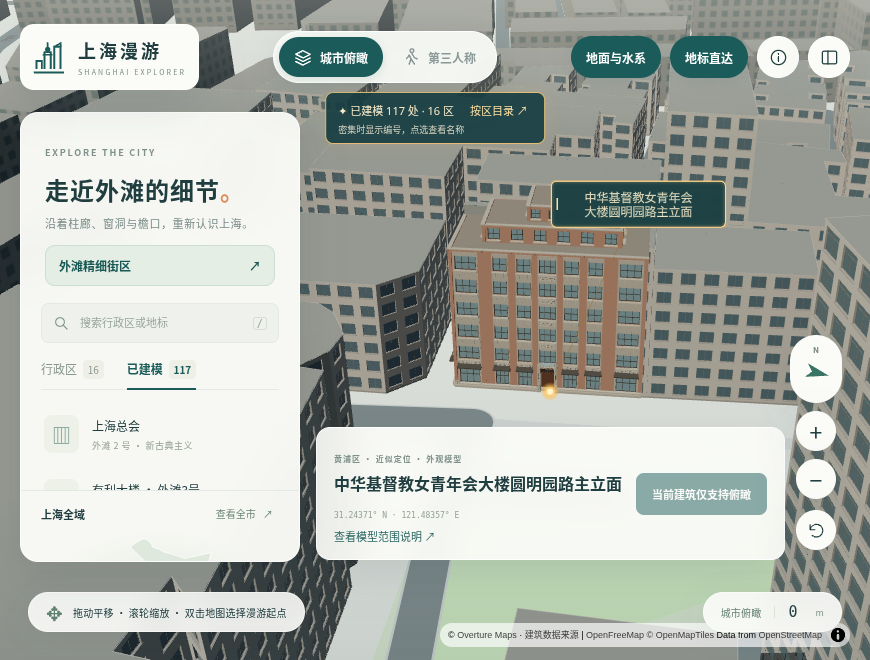 上海漫游
SHANGHAI EXPLORER
城市俯瞰
第三人称
地面与水系
地标直达
✦ 已建模 117 处 · 16 区 按区目录 ↗
密集时显示编号，点选查看名称
EXPLORE THE CITY
走近外滩的细节。
沿着柱廊、窗洞与檐口，重新认识上海。
外滩精细街区 ↗
搜索行政区或地标 /
行政区 16 已建模 117
上海总会
外滩 2 号 · 新古典主义
有利大楼 · 外滩3号
上海全域 查看全市 ↗
中华基督教女青年会
大楼圆明园路主立面
N
+
−
黄浦区 · 近似定位 · 外观模型
中华基督教女青年会大楼圆明园路主立面
当前建筑仅支持俯瞰
31.24371° N · 121.48357° E
查看模型范围说明 ↗
拖动平移 · 滚轮缩放 · 双击地图选择漫游起点
城市俯瞰 0 m
© Overture Maps · 建筑数据来源 | OpenFreeMap © OpenMapTiles Data from OpenStreetMap